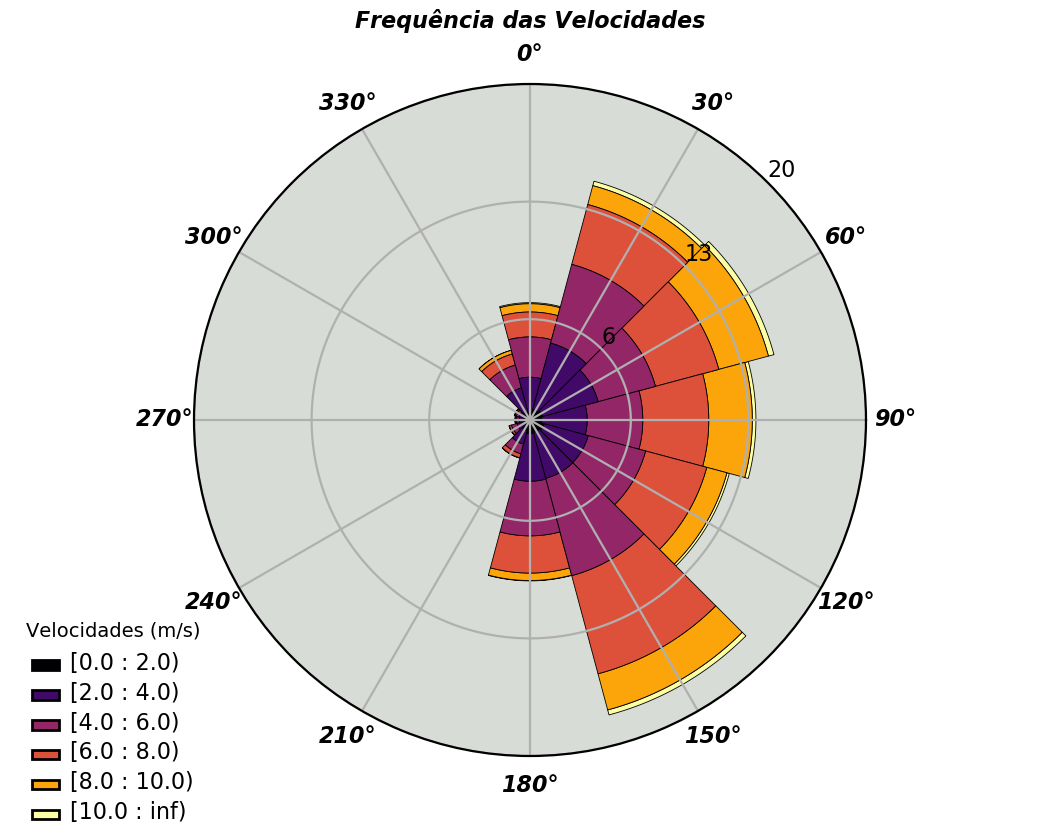 Frequência das Velocidades
0°
330°
30°
20
300°
60°
13
6
270°
90°
240°
120°
210°
150°
180°
Velocidades (m/s)
[0.0 : 2.0)
[2.0 : 4.0)
[4.0 : 6.0)
[6.0 : 8.0)
[8.0 : 10.0)
[10.0 : inf)